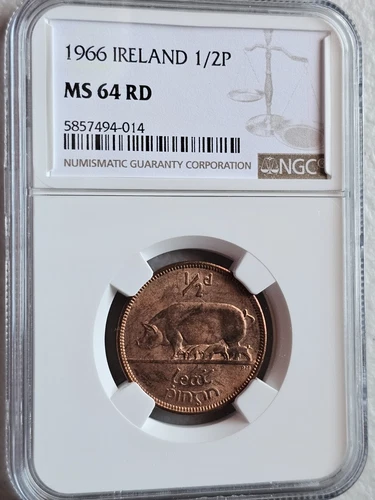 1966 IRELAND 1/2P
MS 64 RD
5857494-014
NUMISMATIC GUARANTY CORPORATION NGC
1/2d
leat
pingin